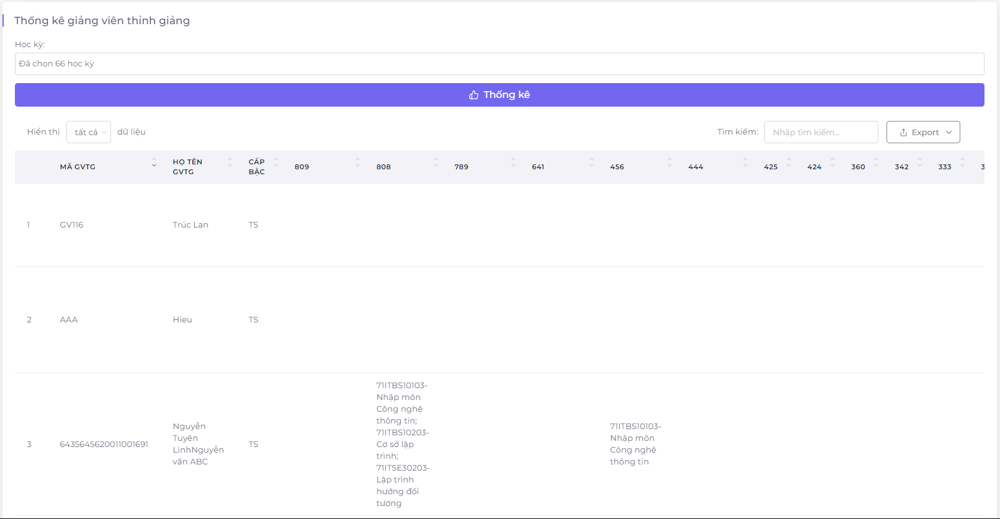 Thống kê giảng viên thỉnh giảng
Học kỳ:
Đã chọn 66 học kỳ
Thống kê
Hiển thị tất cả dữ liệu
Tìm kiếm: Nhập tìm kiếm... Export
MÃ GVTG HỌ TÊN GVTG CẤP BẬC 809 808 789 641 456 444 425 424 360 342 333 3
1 GV116 Trúc Lan TS
2 AAA Hieu TS
3 6435645620011001691
Nguyễn
Tuyên
LinhNguyễn
văn ABC
TS
71ITBS10103-
Nhập môn
Công nghệ
thông tin;
71ITBS10203-
Cơ sở lập
trình;
71ITSE30203-
Lập trình
hướng đối
tượng
71ITBS10103-
Nhập môn
Công nghệ
thông tin